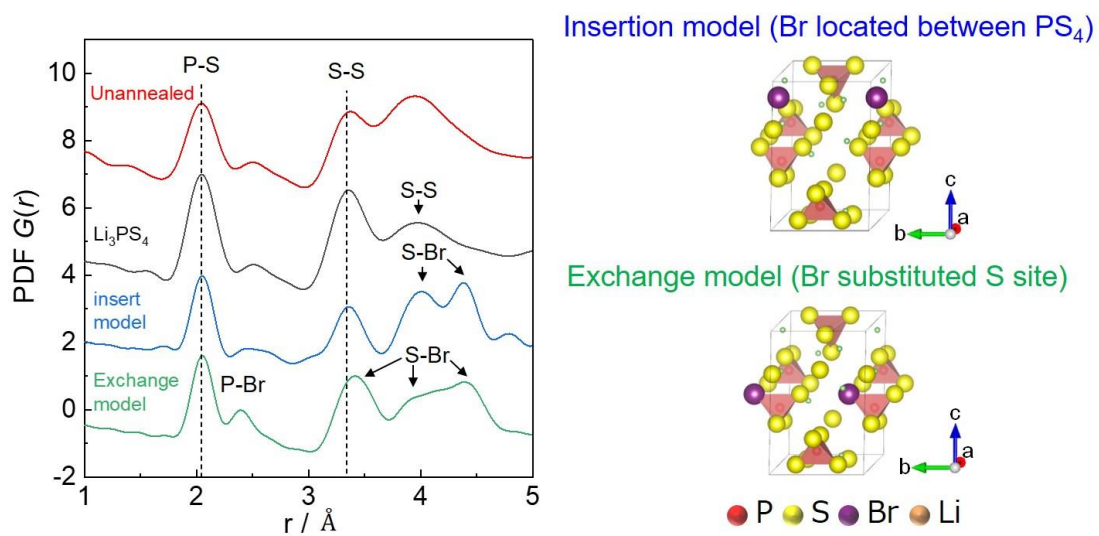 PDF G(r)
10
8
6
4
2
0
-2
P-S
S-S
Unannealed
S-S
Li₃PS₄
S-Br
insert
model
S-Br
P-Br
Exchange
model
1
2
3
4
5
r / Å
Insertion model (Br located between PS₄)
c
b
a
Exchange model (Br substituted S site)
c
b
a
P S Br Li